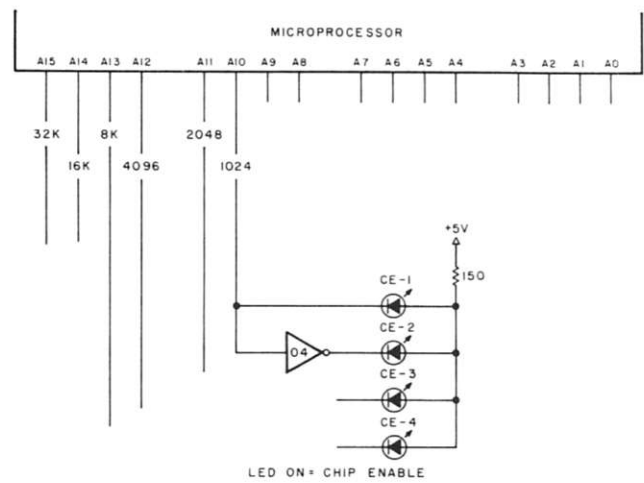 MICROPROCESSOR
A15 A14 A13 A12 A11 A10 A9 A8 A7 A6 A5 A4 A3 A2 A1 A0
32K 8K 2048
16K 4096 1024
+5V
150
CE-1
CE-2
04
CE-3
CE-4
LED ON = CHIP ENABLE